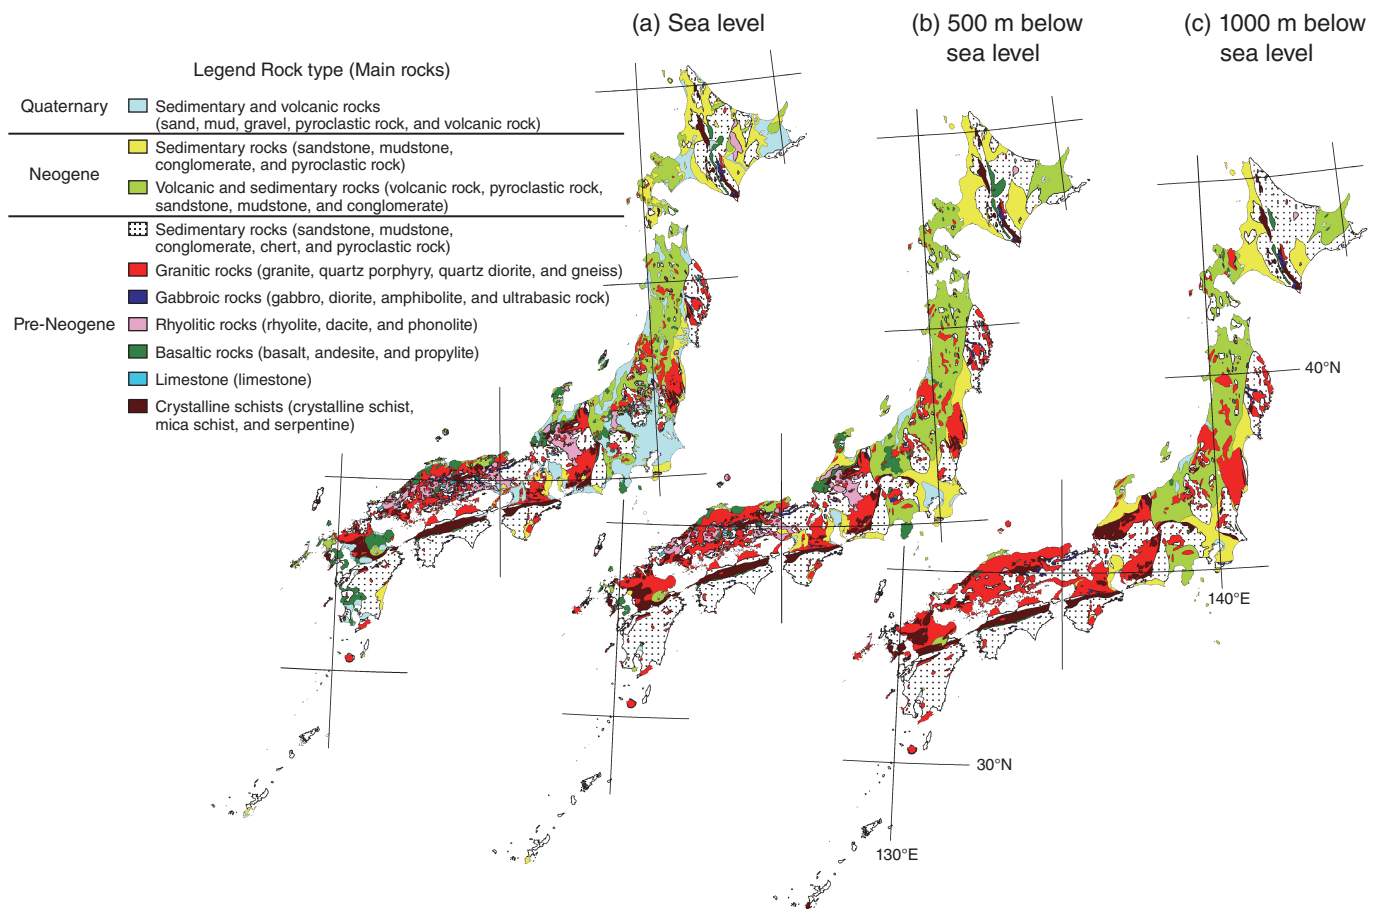 (a) Sea level
(b) 500 m below
sea level
(c) 1000 m below
sea level
Legend Rock type (Main rocks)
Quaternary
Sedimentary and volcanic rocks
(sand, mud, gravel, pyroclastic rock, and volcanic rock)
Neogene
Sedimentary rocks (sandstone, mudstone,
conglomerate, and pyroclastic rock)
Volcanic and sedimentary rocks (volcanic rock, pyroclastic rock,
sandstone, mudstone, and conglomerate)
Pre-Neogene
Sedimentary rocks (sandstone, mudstone,
conglomerate, chert, and pyroclastic rock)
Granitic rocks (granite, quartz porphyry, quartz diorite, and gneiss)
Gabbroic rocks (gabbro, diorite, amphibolite, and ultrabasic rock)
Rhyolitic rocks (rhyolite, dacite, and phonolite)
Basaltic rocks (basalt, andesite, and propylite)
Limestone (limestone)
Crystalline schists (crystalline schist,
mica schist, and serpentine)
40°N
140°E
30°N
130°E